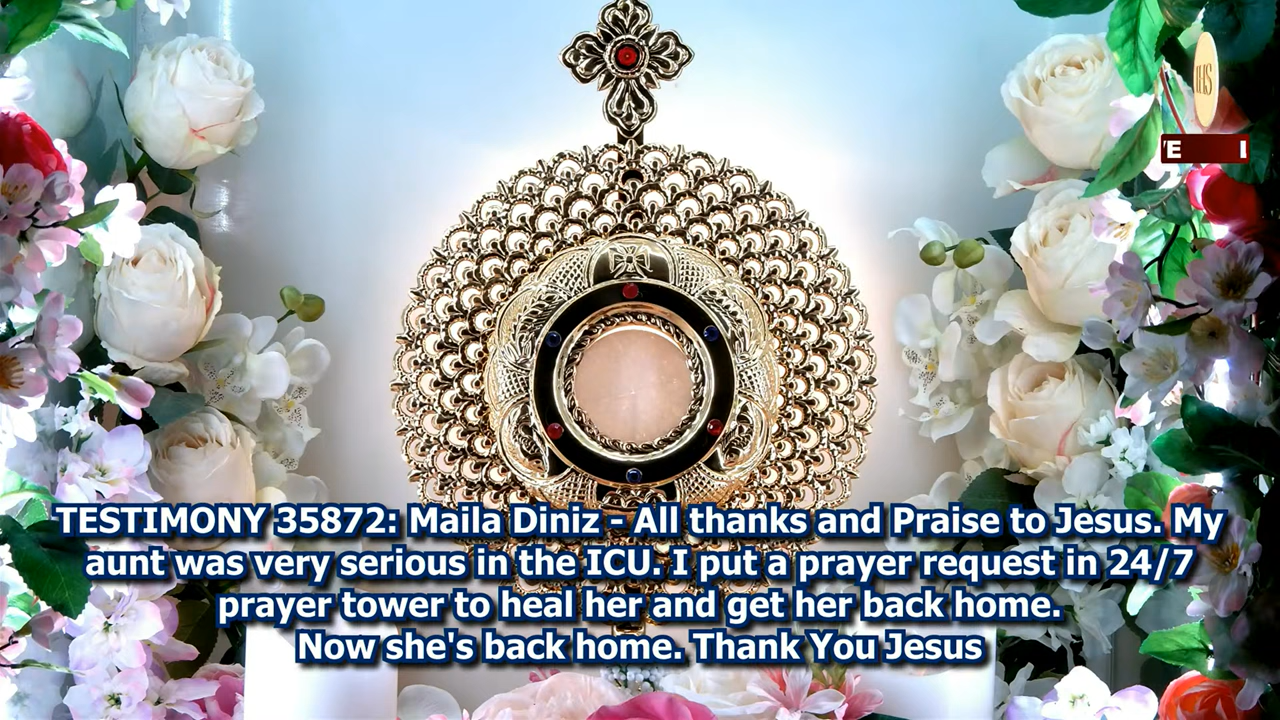 IHS
E I
TESTIMONY 35872: Maila Diniz - All thanks and Praise to Jesus. My
aunt was very serious in the ICU. I put a prayer request in 24/7
prayer tower to heal her and get her back home.
Now she's back home. Thank You Jesus